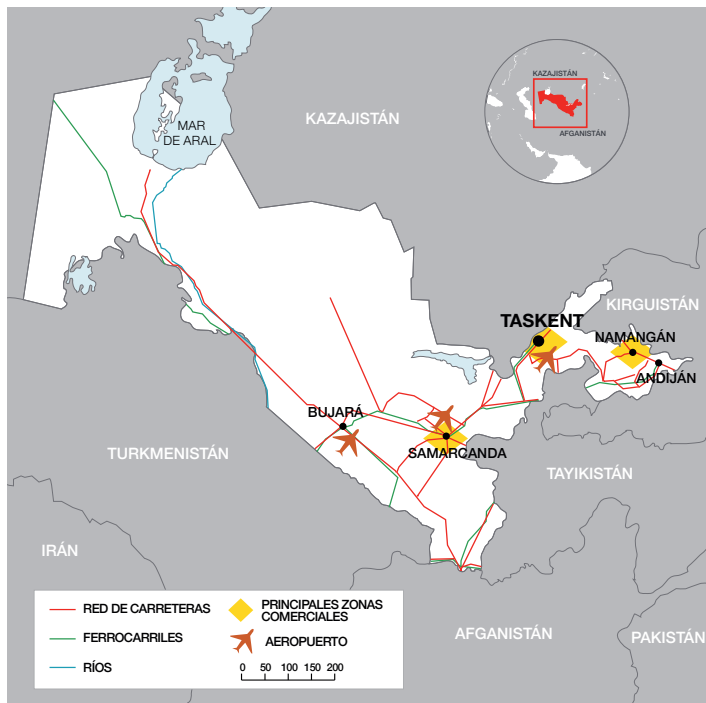 KAZAJISTÁN
AFGANISTÁN
MAR
DE ARAL
KAZAJISTÁN
KIRGUISTÁN
TASKENT
NAMANGÁN
ANDIJÁN
BUJARÁ
SAMARCANDA
TURKMENISTÁN
TAYIKISTÁN
IRÁN
AFGANISTÁN
PAKISTÁN
RED DE CARRETERAS
FERROCARRILES
RÍOS
PRINCIPALES ZONAS
COMERCIALES
AEROPUERTO
0 50 100 150 200